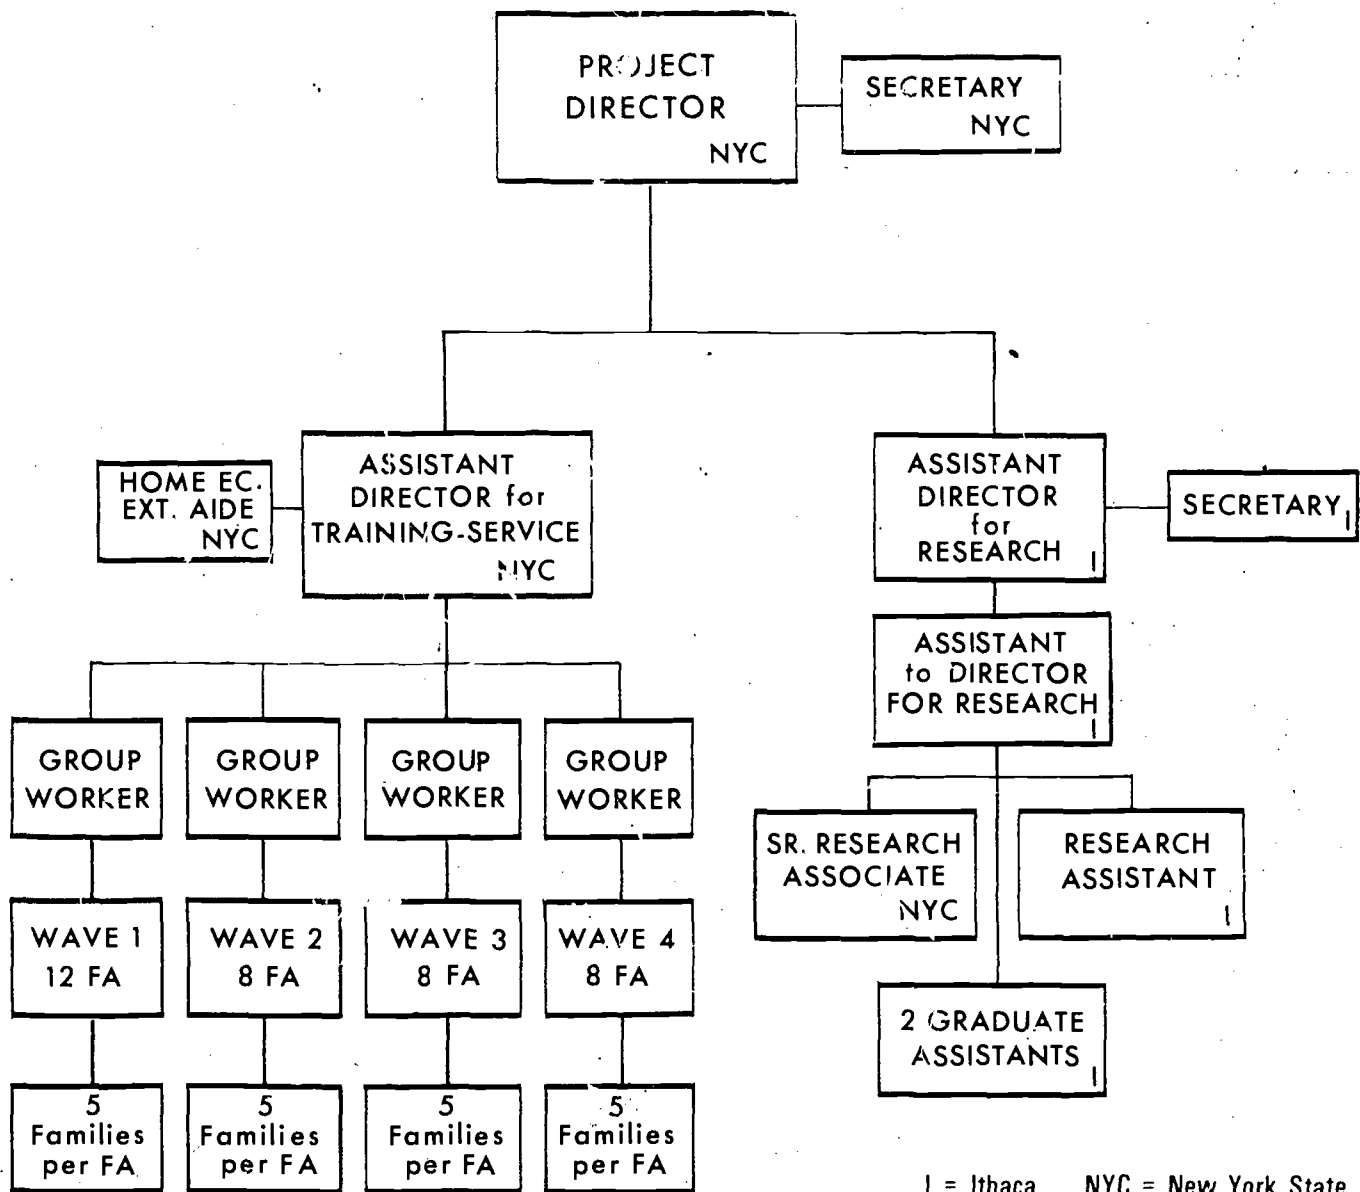 PROJECT
DIRECTOR
NYC
SECRETARY
NYC
HOME EC.
EXT. AIDE
NYC
ASSISTANT
DIRECTOR for
TRAINING-SERVICE
NYC
ASSISTANT
DIRECTOR
for
RESEARCH
I
SECRETARY
I
ASSISTANT
to DIRECTOR
FOR RESEARCH
I
GROUP
WORKER
GROUP
WORKER
GROUP
WORKER
GROUP
WORKER
SR. RESEARCH
ASSOCIATE
NYC
RESEARCH
ASSISTANT
I
WAVE 1
12 FA
WAVE 2
8 FA
WAVE 3
8 FA
WAVE 4
8 FA
2 GRADUATE
ASSISTANTS
I
5
Families
per FA
5
Families
per FA
5
Families
per FA
5
Families
per FA
I = Ithaca NYC = New York State